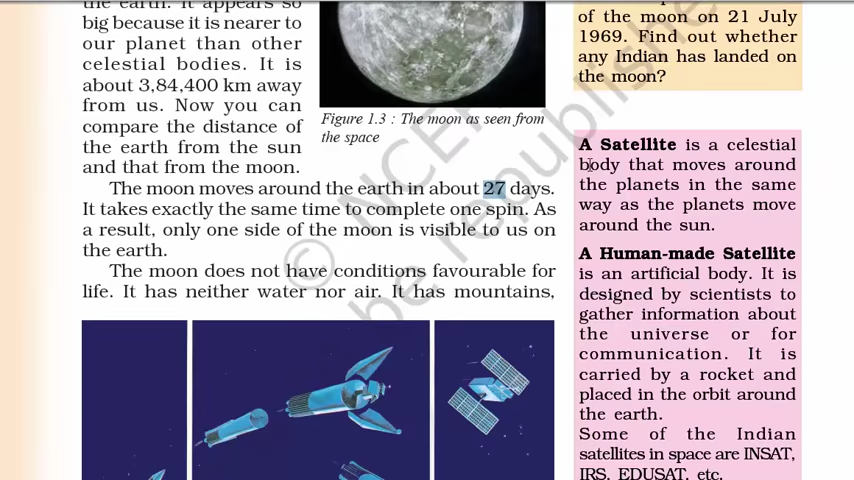 the earth. It appears so
big because it is nearer to
our planet than other
celestial bodies. It is
about 3,84,400 km away
from us. Now you can
compare the distance of
the earth from the sun
and that from the moon.
Figure 1.3 : The moon as seen from
the space
The moon moves around the earth in about 27 days.
It takes exactly the same time to complete one spin. As
a result, only one side of the moon is visible to us on
the earth.
The moon does not have conditions favourable for
life. It has neither water nor air. It has mountains,
of the moon on 21 July
1969. Find out whether
any Indian has landed on
the moon?
A Satellite is a celestial
body that moves around
the planets in the same
way as the planets move
around the sun.
A Human-made Satellite
is an artificial body. It is
designed by scientists to
gather information about
the universe or for
communication. It is
carried by a rocket and
placed in the orbit around
the earth.
Some of the Indian
satellites in space are INSAT,
IRS, EDUSAT, etc.
© NCERT
be republished